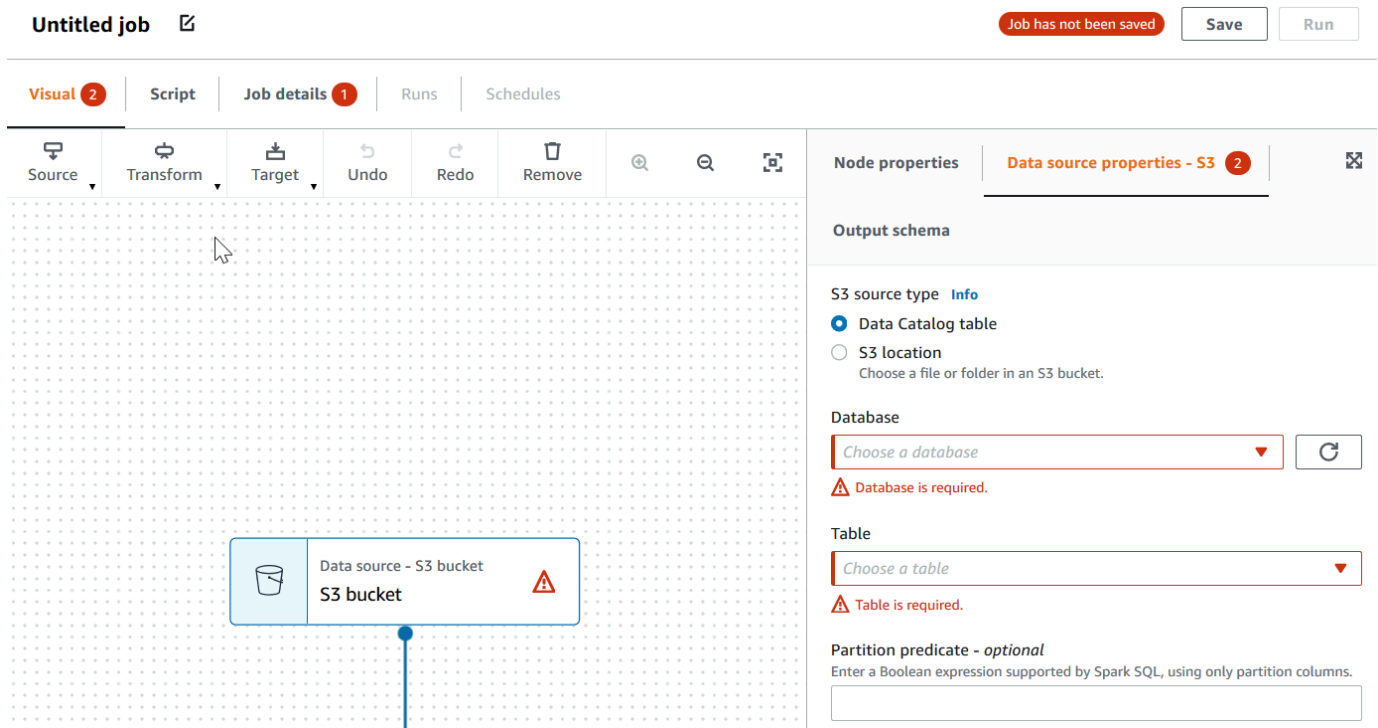 Untitled job
Job has not been saved
Save
Run
Visual 2
Script
Job details 1
Runs
Schedules
Source
Transform
Target
Undo
Redo
Remove
Node properties
Data source properties - S3 2
Output schema
S3 source type Info
Data Catalog table
S3 location
Choose a file or folder in an S3 bucket.
Database
Choose a database
Database is required.
Table
Choose a table
Table is required.
Partition predicate - optional
Enter a Boolean expression supported by Spark SQL, using only partition columns.
Data source - S3 bucket
S3 bucket